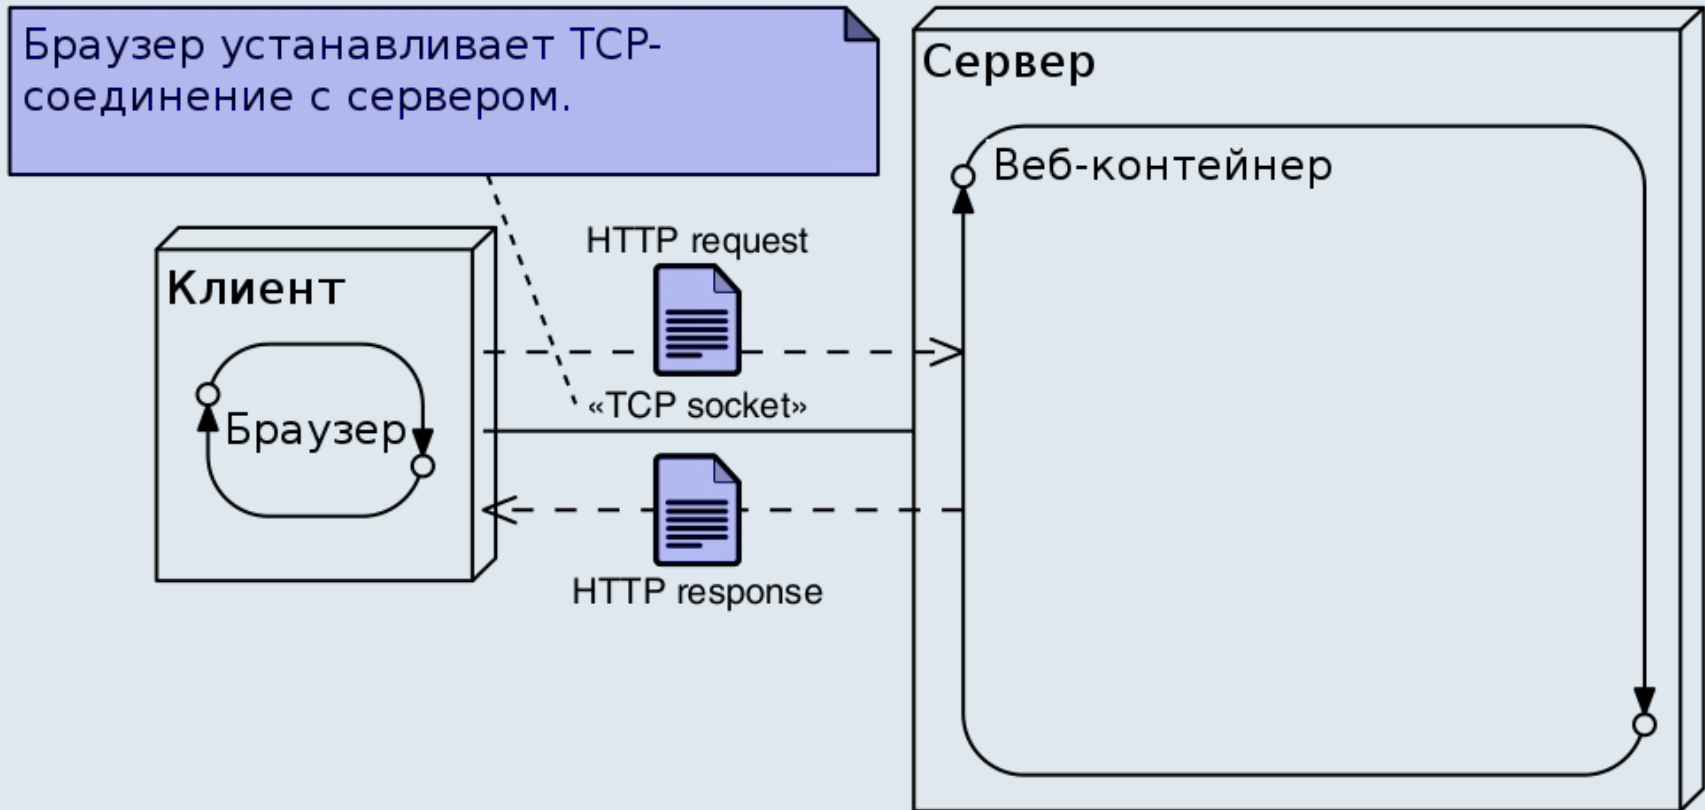 Браузер устанавливает TCP-
соединение с сервером.
Сервер
Веб-контейнер
HTTP request
Клиент
«TCP socket»
Браузер
HTTP response